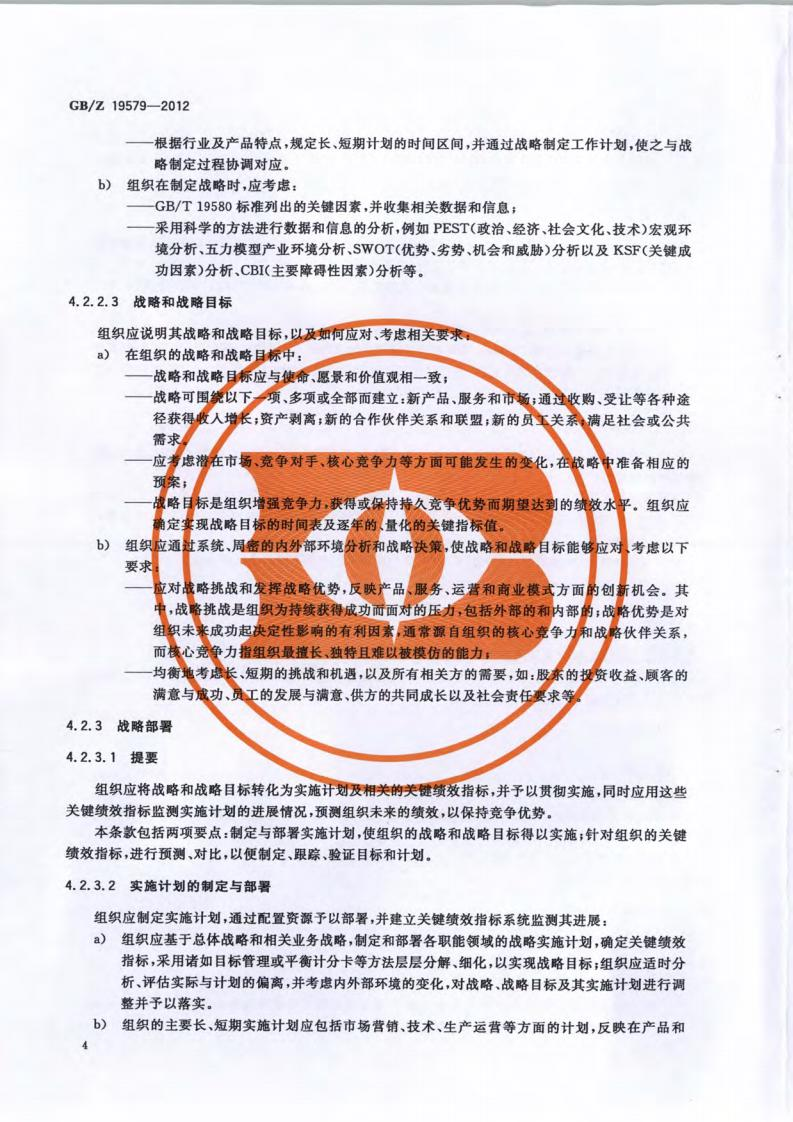 GB/Z 19579—2012
——根据行业及产品特点,规定长、短期计划的时间区间,并通过战略制定工作计划,使之与战
略制定过程协调对应。
b) 组织在制定战略时,应考虑:
——GB/T 19580 标准列出的关键因素,并收集相关数据和信息;
——采用科学的方法进行数据和信息的分析,例如 PEST(政治、经济、社会文化、技术)宏观环
境分析、五力模型产业环境分析、SWOT(优势、劣势、机会和威胁)分析以及 KSF(关键成
功因素)分析、CBI(主要障碍性因素)分析等。
4.2.2.3 战略和战略目标
组织应说明其战略和战略目标,以及如何应对、考虑相关要求:
a) 在组织的战略和战略目标中:
——战略和战略目标应与使命、愿景和价值观相一致;
——战略可围绕以下一项、多项或全部而建立:新产品、服务和市场;通过收购、受让等各种途
径获得收入增长;资产剥离;新的合作伙伴关系和联盟;新的员工关系;满足社会或公共
需求。
——应考虑潜在市场、竞争对手、核心竞争力等方面可能发生的变化,在战略中准备相应的
预案;
——战略目标是组织增强竞争力,获得或保持持久竞争优势而期望达到的绩效水平。组织应
确定实现战略目标的时间表及逐年的、量化的关键指标值。
b) 组织应通过系统、周密的内外部环境分析和战略决策,使战略和战略目标能够应对、考虑以下
要求:
——应对战略挑战和发挥战略优势,反映产品、服务、运营和商业模式方面的创新机会。其
中,战略挑战是组织为持续获得成功而面对的压力,包括外部的和内部的;战略优势是对
组织未来成功起决定性影响的有利因素,通常源自组织的核心竞争力和战略伙伴关系,
而核心竞争力指组织最擅长、独特且难以被模仿的能力;
——均衡地考虑长、短期的挑战和机遇,以及所有相关方的需要,如:股东的投资收益、顾客的
满意与成功、员工的发展与满意、供方的共同成长以及社会责任要求等。
4.2.3 战略部署
4.2.3.1 提要
组织应将战略和战略目标转化为实施计划及相关的关键绩效指标,并予以贯彻实施,同时应用这些
关键绩效指标监测实施计划的进展情况,预测组织未来的绩效,以保持竞争优势。
本条款包括两项要点:制定与部署实施计划,使组织的战略和战略目标得以实施;针对组织的关键
绩效指标,进行预测、对比,以便制定、跟踪、验证目标和计划。
4.2.3.2 实施计划的制定与部署
组织应制定实施计划,通过配置资源予以部署,并建立关键绩效指标系统监测其进展:
a) 组织应基于总体战略和相关业务战略,制定和部署各职能领域的战略实施计划,确定关键绩效
指标,采用诸如目标管理或平衡计分卡等方法层层分解、细化,以实现战略目标;组织应适时分
析、评估实际与计划的偏离,并考虑内外部环境的变化,对战略、战略目标及其实施计划进行调
整并予以落实。
b) 组织的主要长、短期实施计划应包括市场营销、技术、生产运营等方面的计划,反映在产品和
4